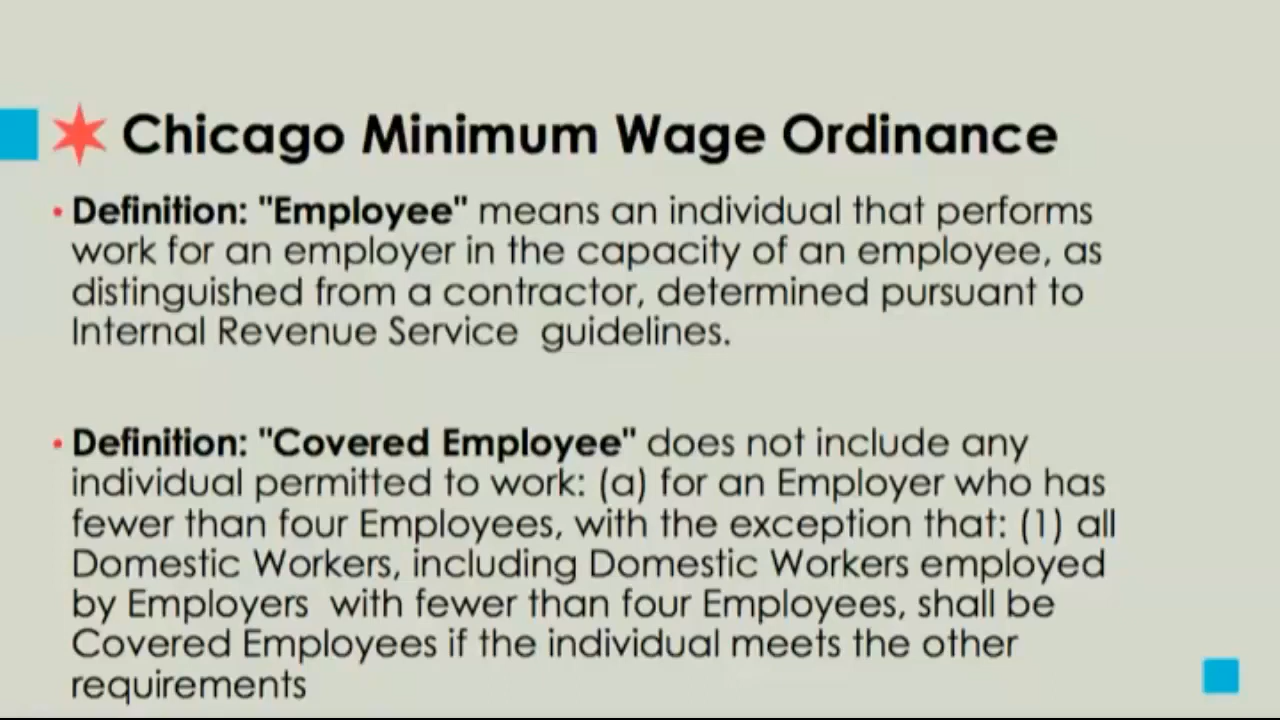 Chicago Minimum Wage Ordinance
• Definition: "Employee" means an individual that performs
work for an employer in the capacity of an employee, as
distinguished from a contractor, determined pursuant to
Internal Revenue Service guidelines.
• Definition: "Covered Employee" does not include any
individual permitted to work: (a) for an Employer who has
fewer than four Employees, with the exception that: (1) all
Domestic Workers, including Domestic Workers employed
by Employers with fewer than four Employees, shall be
Covered Employees if the individual meets the other
requirements